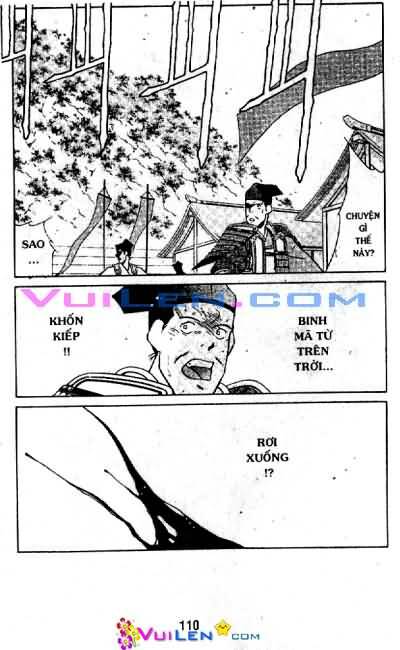 CHUYỆN
GÌ
THẾ
NÀY?
SAO
...
VUILEN.COM
BINH
MÃ TỪ
TRÊN
TRỜI...
KHỐN
KIẾP
!!
RƠI
XUỐNG
!?
110
VUILEN.COM